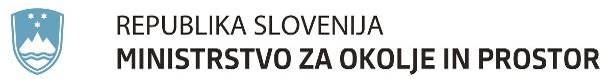 REPUBLIKA SLOVENIJA
MINISTRSTVO ZA OKOLJE IN PROSTOR